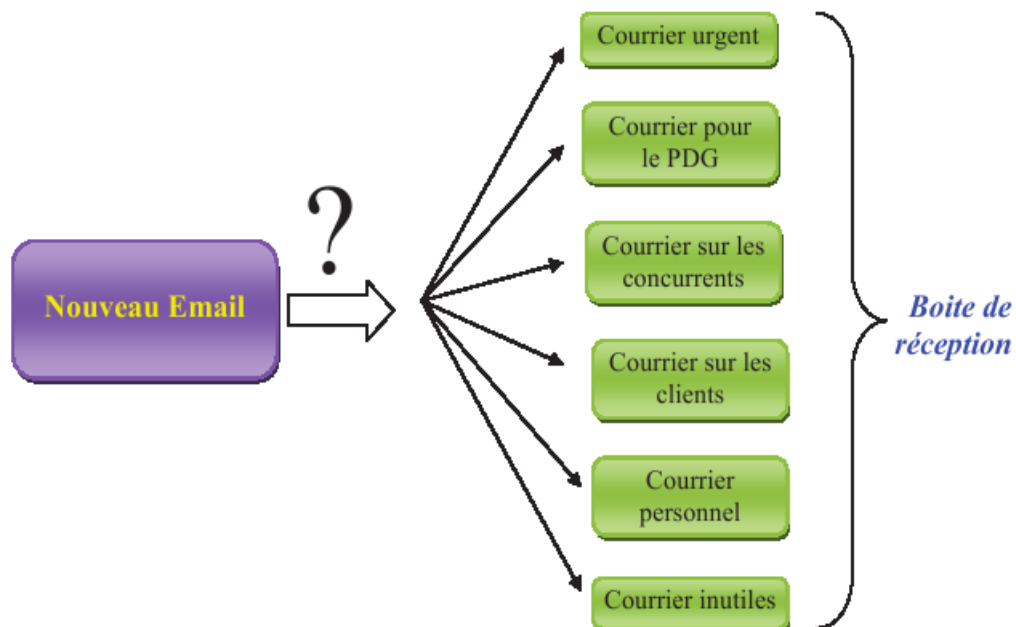 Courrier urgent
Courrier pour
le PDG
?
Courrier sur les
concurrents
Nouveau Email
Boite de
réception
Courrier sur les
clients
Courrier
personnel
Courrier inutiles